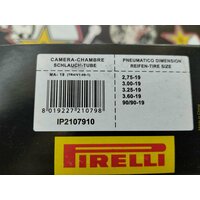 CAMERA-CHAMBRE
SCHLAUCH-TUBE
PNEUMATICO DIMENSION
REIFEN-TIRE SIZE
MA- 19
2,75-19
3,00-19
3,25-19
3,60-19
90/90-19
8 019227 210798
IP2107910
PIRELLI